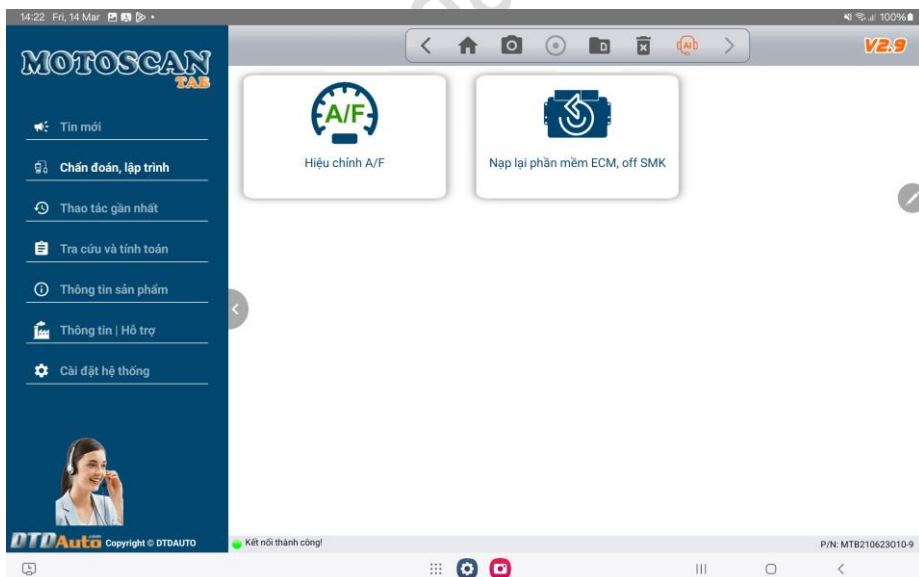 14:22 Fri, 14 Mar
100%
MOTOSCAN
TAB
V2.9
Tin mới
Chẩn đoán, lập trình
Thao tác gần nhất
Tra cứu và tính toán
Thông tin sản phẩm
Thông tin | Hỗ trợ
Cài đặt hệ thống
A/F
Hiệu chỉnh A/F
Nạp lại phần mềm ECM, off SMK
DTDAuto Copyright © DTDAUTO
Kết nối thành công!
P/N: MTB210623010-9